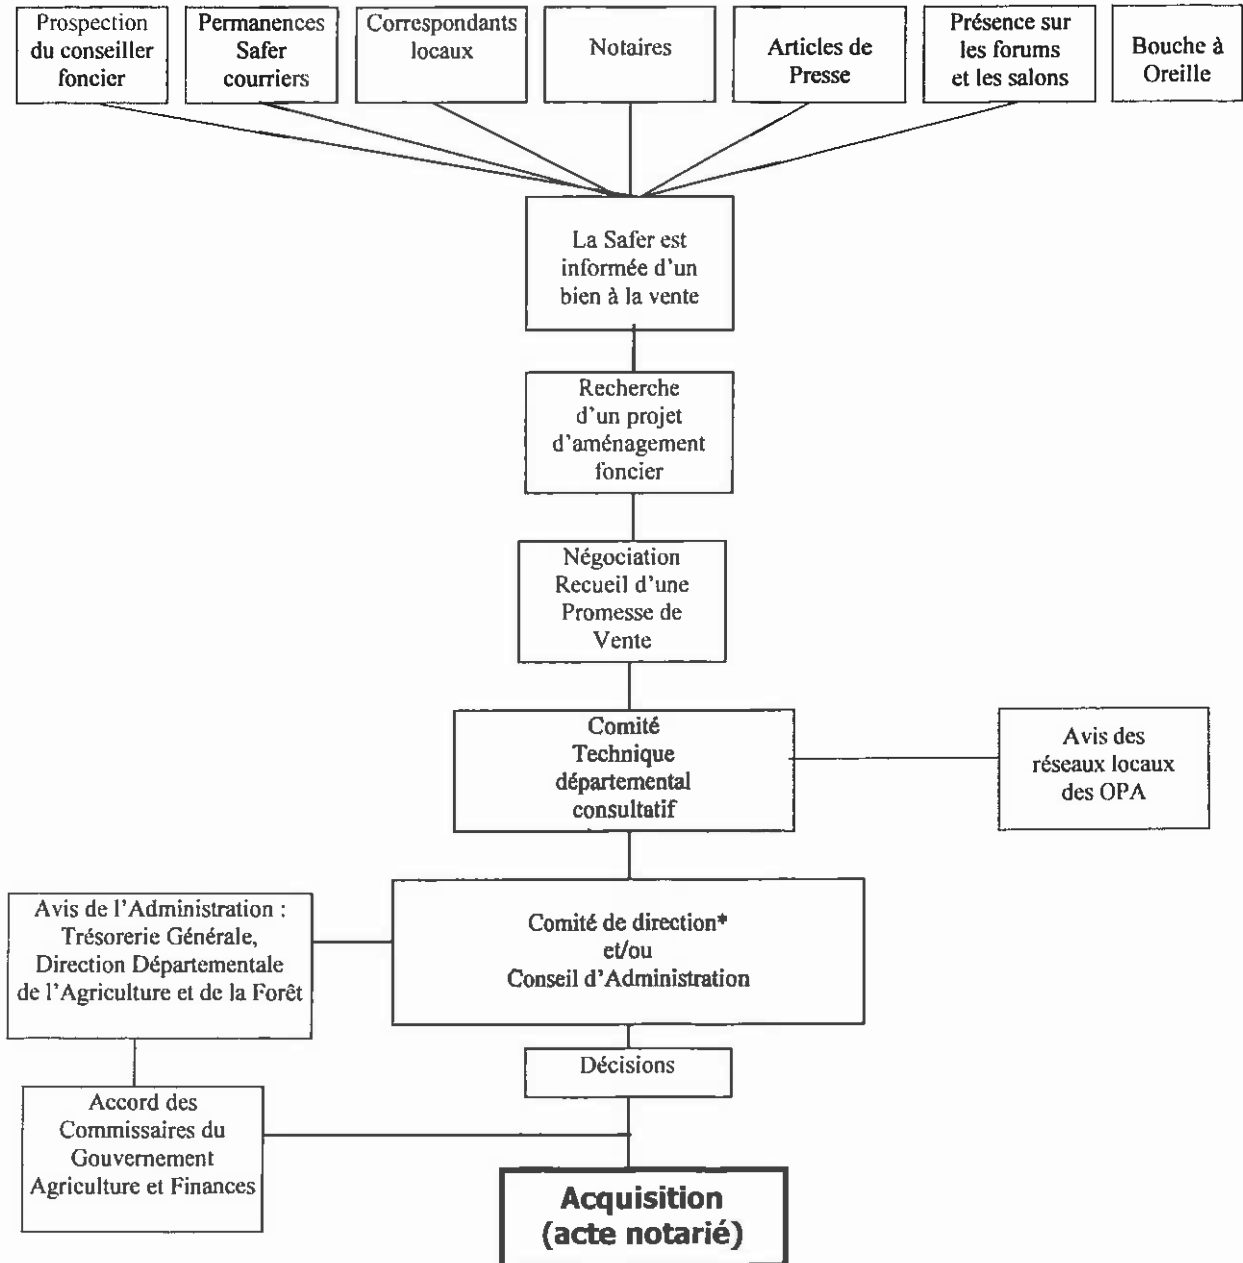 Prospection
du conseiller
foncier
Permanences
Safer
courriers
Correspondants
locaux
Notaires
Articles de
Presse
Présence sur
les forums
et les salons
Bouche à
Oreille
La Safer est
informée d'un
bien à la vente
Recherche
d'un projet
d'aménagement
foncier
Négociation
Recueil d'une
Promesse de
Vente
Comité
Technique
départemental
consultatif
Avis des
réseaux locaux
des OPA
Avis de l'Administration :
Trésorerie Générale,
Direction Départementale
de l'Agriculture et de la Forêt
Comité de direction*
et/ou
Conseil d'Administration
Décisions
Accord des
Commissaires du
Gouvernement
Agriculture et Finances
Acquisition
(acte notarié)